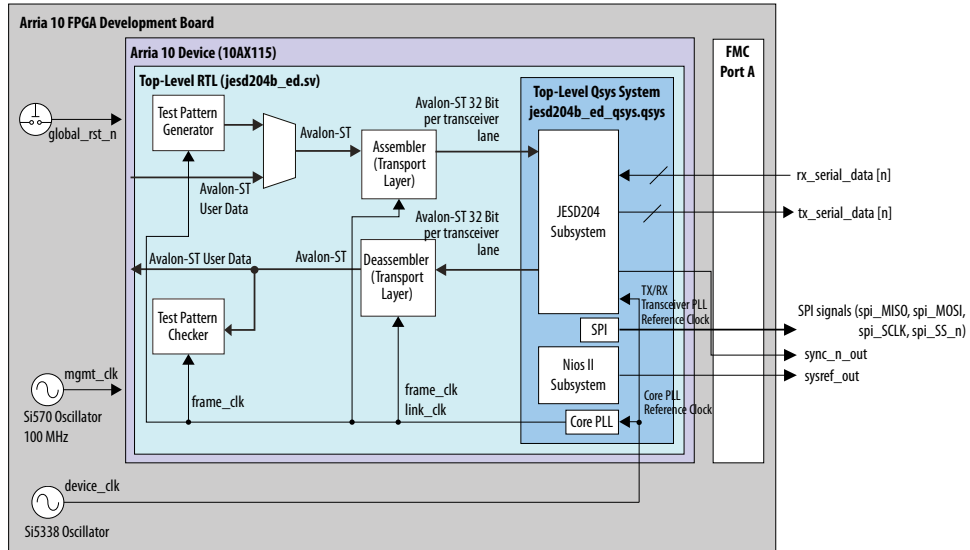 Arria 10 FPGA Development Board
Arria 10 Device (10AX115)
FMC
Port A
Top-Level RTL (jesd204b_ed.sv)
Top-Level Qsys System
jesd204b_ed_qsys.qsys
global_rst_n
Test Pattern
Generator
Avalon-ST
Avalon-ST
User Data
Assembler
(Transport
Layer)
Avalon-ST 32 Bit
per transceiver
lane
JESD204
Subsystem
rx_serial_data [n]
tx_serial_data [n]
Avalon-ST User Data
Avalon-ST
Deassembler
(Transport
Layer)
Avalon-ST 32 Bit
per transceiver
lane
TX/RX
Transceiver PLL
Reference Clock
Test Pattern
Checker
SPI
SPI signals (spi_MISO, spi_MOSI,
spi_SCLK, spi_SS_n)
sync_n_out
sysref_out
Nios II
Subsystem
mgmt_clk
Si570 Oscillator
100 MHz
frame_clk
frame_clk
link_clk
Core PLL
Reference Clock
Core PLL
device_clk
Si5338 Oscillator